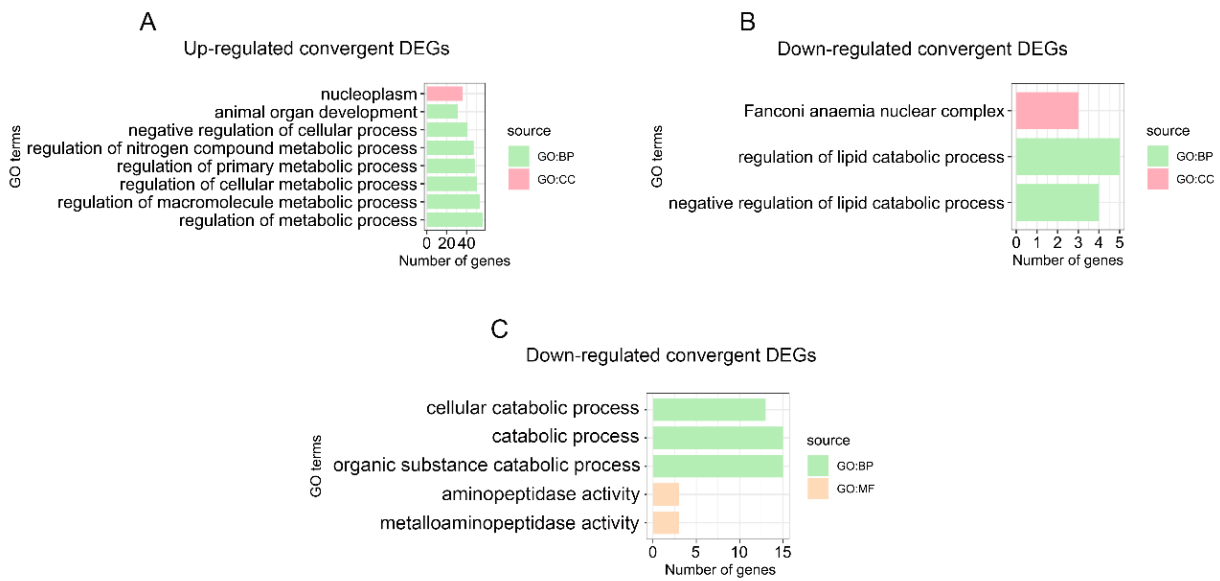 A
Up-regulated convergent DEGs
GO terms
nucleoplasm
animal organ development
negative regulation of cellular process
regulation of nitrogen compound metabolic process
regulation of primary metabolic process
regulation of cellular metabolic process
regulation of macromolecule metabolic process
regulation of metabolic process
0 20 40
Number of genes
source
GO:BP
GO:CC
B
Down-regulated convergent DEGs
GO terms
Fanconi anaemia nuclear complex
regulation of lipid catabolic process
negative regulation of lipid catabolic process
0 1 2 3 4 5
Number of genes
source
GO:BP
GO:CC
C
Down-regulated convergent DEGs
GO terms
cellular catabolic process
catabolic process
organic substance catabolic process
aminopeptidase activity
metalloaminopeptidase activity
0 5 10 15
Number of genes
source
GO:BP
GO:MF